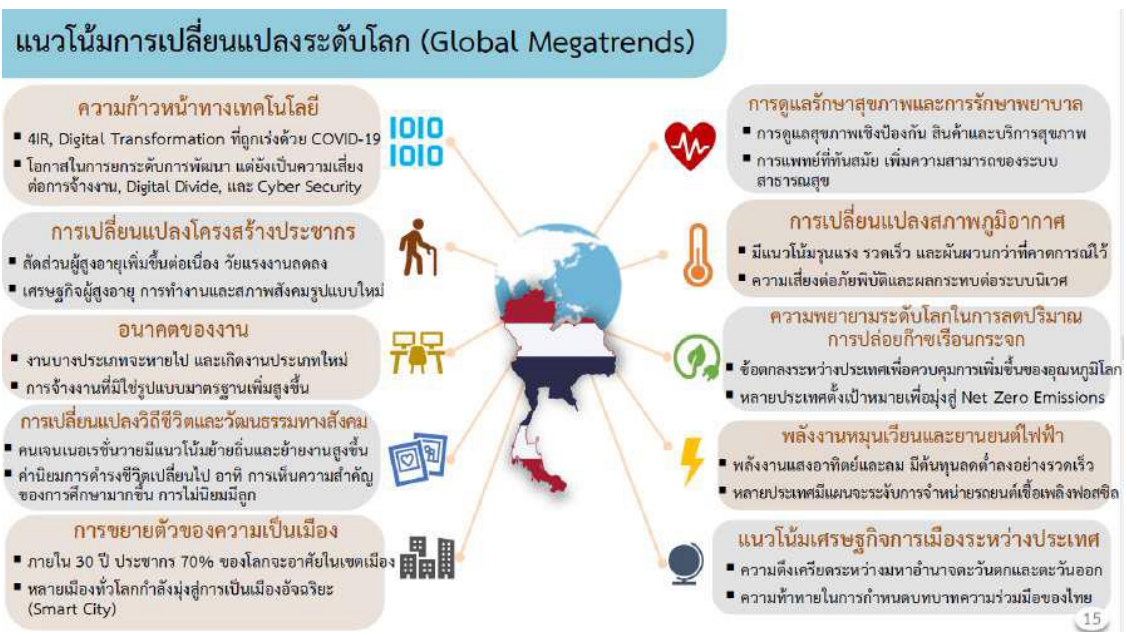 แนวโน้มการเปลี่ยนแปลงระดับโลก (Global Megatrends)
ความก้าวหน้าทางเทคโนโลยี
▪ 4IR, Digital Transformation ที่ถูกเร่งด้วย COVID-19
▪ โอกาสในการยกระดับการพัฒนา แต่ยังเป็นความเสี่ยง
ต่อการจ้างงาน, Digital Divide, และ Cyber Security
การเปลี่ยนแปลงโครงสร้างประชากร
▪ สัดส่วนผู้สูงอายุเพิ่มขึ้นต่อเนื่อง วัยแรงงานลดลง
▪ เศรษฐกิจผู้สูงอายุ การทำงานและสภาพสังคมรูปแบบใหม่
อนาคตของงาน
▪ งานบางประเภทจะหายไป และเกิดงานประเภทใหม่
▪ การจ้างงานที่มิใช่รูปแบบมาตรฐานเพิ่มสูงขึ้น
การเปลี่ยนแปลงวิถีชีวิตและวัฒนธรรมทางสังคม
▪ คนเจนเนอเรชั่นวายมีแนวโน้มย้ายถิ่นและย้ายงานสูงขึ้น
▪ ค่านิยมการดำรงชีวิตเปลี่ยนไป อาทิ การเห็นความสำคัญ
ของการศึกษามากขึ้น การไม่นิยมมีลูก
การขยายตัวของความเป็นเมือง
▪ ภายใน 30 ปี ประชากร 70% ของโลกจะอาศัยในเขตเมือง
▪ หลายเมืองทั่วโลกกำลังมุ่งสู่การเป็นเมืองอัจฉริยะ
(Smart City)
1010
1010
การดูแลรักษาสุขภาพและการรักษาพยาบาล
▪ การดูแลสุขภาพเชิงป้องกัน สินค้าและบริการสุขภาพ
▪ การแพทย์ที่ทันสมัย เพิ่มความสามารถของระบบ
สาธารณสุข
การเปลี่ยนแปลงสภาพภูมิอากาศ
▪ มีแนวโน้มรุนแรง รวดเร็ว และผันผวนกว่าที่คาดการณ์ไว้
▪ ความเสี่ยงต่อภัยพิบัติและผลกระทบต่อระบบนิเวศ
ความพยายามระดับโลกในการลดปริมาณ
การปล่อยก๊าซเรือนกระจก
▪ ข้อตกลงระหว่างประเทศเพื่อควบคุมการเพิ่มขึ้นของอุณหภูมิโลก
▪ หลายประเทศตั้งเป้าหมายเพื่อมุ่งสู่ Net Zero Emissions
พลังงานหมุนเวียนและยานยนต์ไฟฟ้า
▪ พลังงานแสงอาทิตย์และลม มีต้นทุนลดต่ำลงอย่างรวดเร็ว
▪ หลายประเทศมีแผนจะระงับการจำหน่ายรถยนต์เชื้อเพลิงฟอสซิล
แนวโน้มเศรษฐกิจการเมืองระหว่างประเทศ
▪ ความตึงเครียดระหว่างมหาอำนาจตะวันตกและตะวันออก
▪ ความท้าทายในการกำหนดบทบาทความร่วมมือของไทย
15